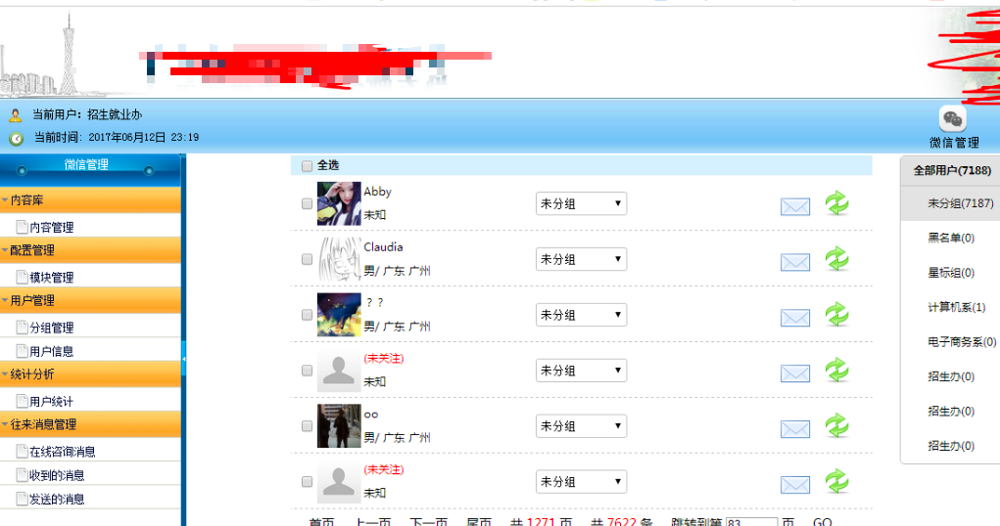 当前用户：招生就业办
当前时间：2017年06月12日 23:19
微信管理
微信管理
内容库
内容管理
配置管理
模块管理
用户管理
分组管理
用户信息
统计分析
用户统计
往来消息管理
在线咨询消息
收到的消息
发送的消息
全选
Abby
未知
未分组
Claudia
男/ 广东 广州
未分组
？？
男/ 广东 广州
未分组
(未关注)
未知
未分组
oo
男/ 广东 广州
未分组
(未关注)
未知
未分组
首页 上一页 下一页 尾页 共 1271 页 共 7622 条 跳转到第 83 页 GO
全部用户(7188)
未分组(7187)
黑名单(0)
星标组(0)
计算机系(1)
电子商务系(0)
招生办(0)
招生办(0)
招生办(0)